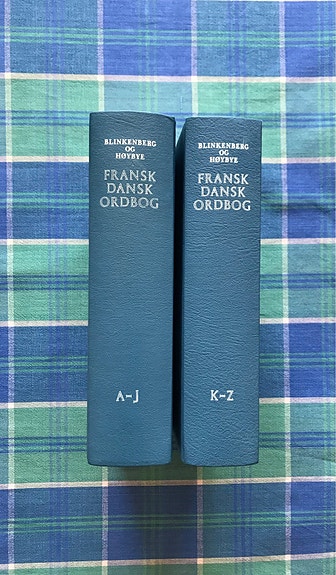 BLINKENBERG
OG
HØYBYE
FRANSK
DANSK
ORDBOG
A-J
BLINKENBERG
OG
HØYBYE
FRANSK
DANSK
ORDBOG
K-Z